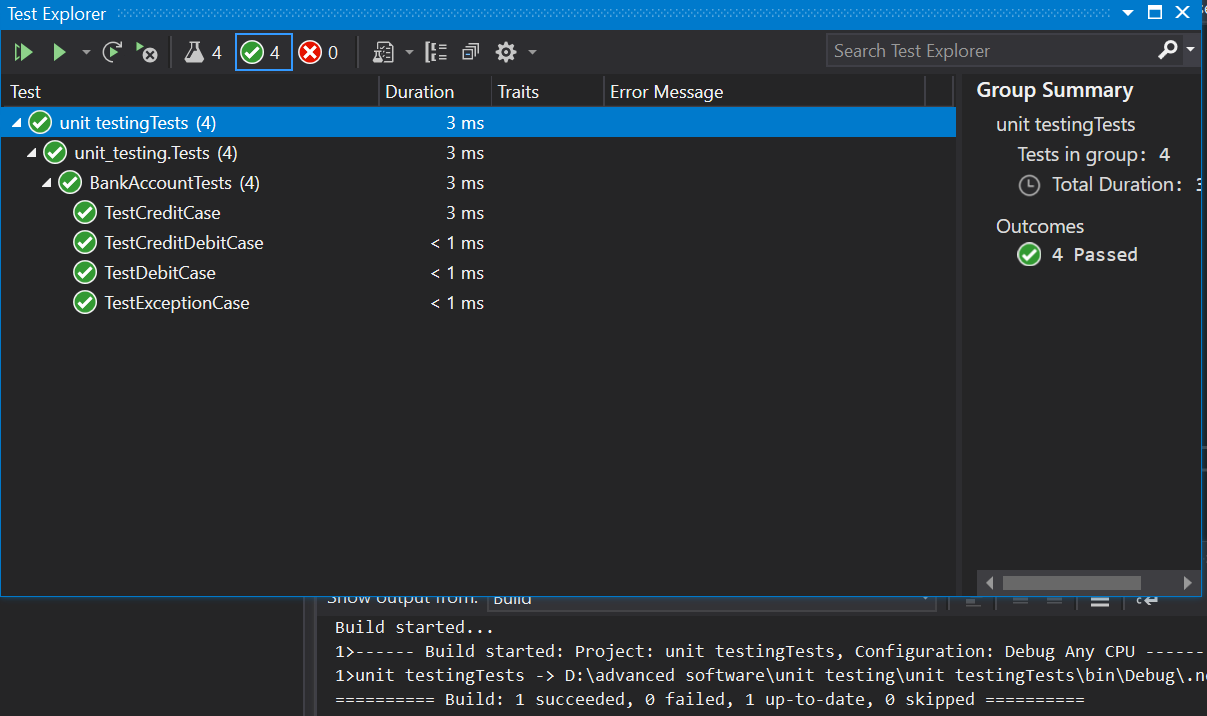 Test Explorer
4 4 0
Search Test Explorer
Test Duration Traits Error Message
unit testingTests (4) 3 ms
unit_testing.Tests (4) 3 ms
BankAccountTests (4) 3 ms
TestCreditCase 3 ms
TestCreditDebitCase < 1 ms
TestDebitCase < 1 ms
TestExceptionCase < 1 ms
Group Summary
unit testingTests
Tests in group: 4
Total Duration:
Outcomes
4 Passed
Show output from: Build
Build started...
1>------ Build started: Project: unit testingTests, Configuration: Debug Any CPU ------
1>unit testingTests -> D:\advanced software\unit testing\unit testingTests\bin\Debug\.ne
========== Build: 1 succeeded, 0 failed, 1 up-to-date, 0 skipped ==========